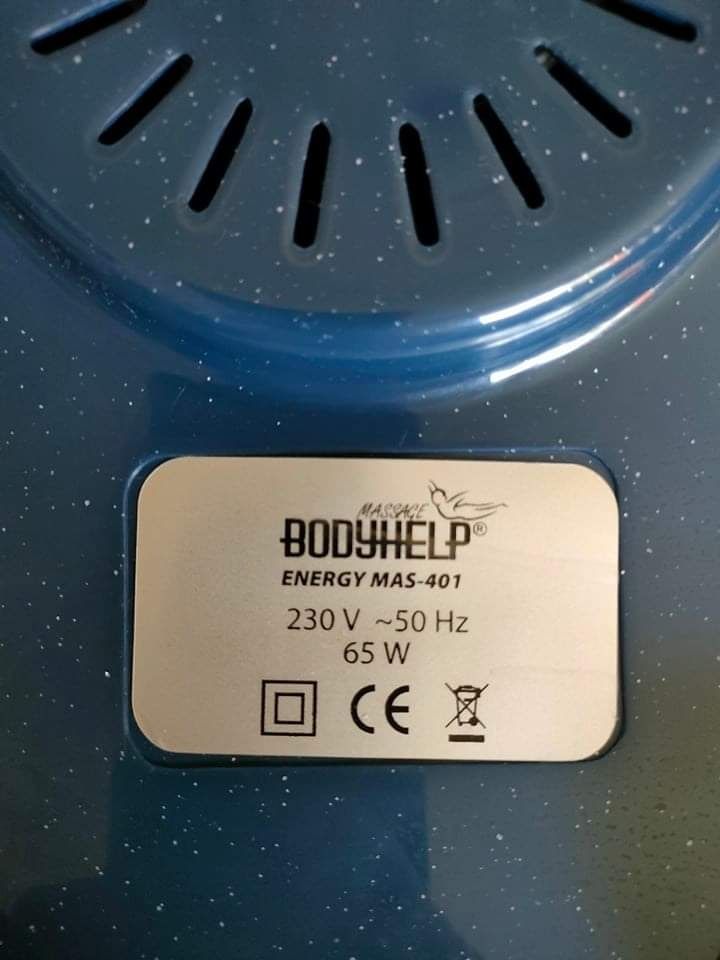 MASSAGE
BODYHELP®
ENERGY MAS-401
230 V ~50 Hz
65 W
CE